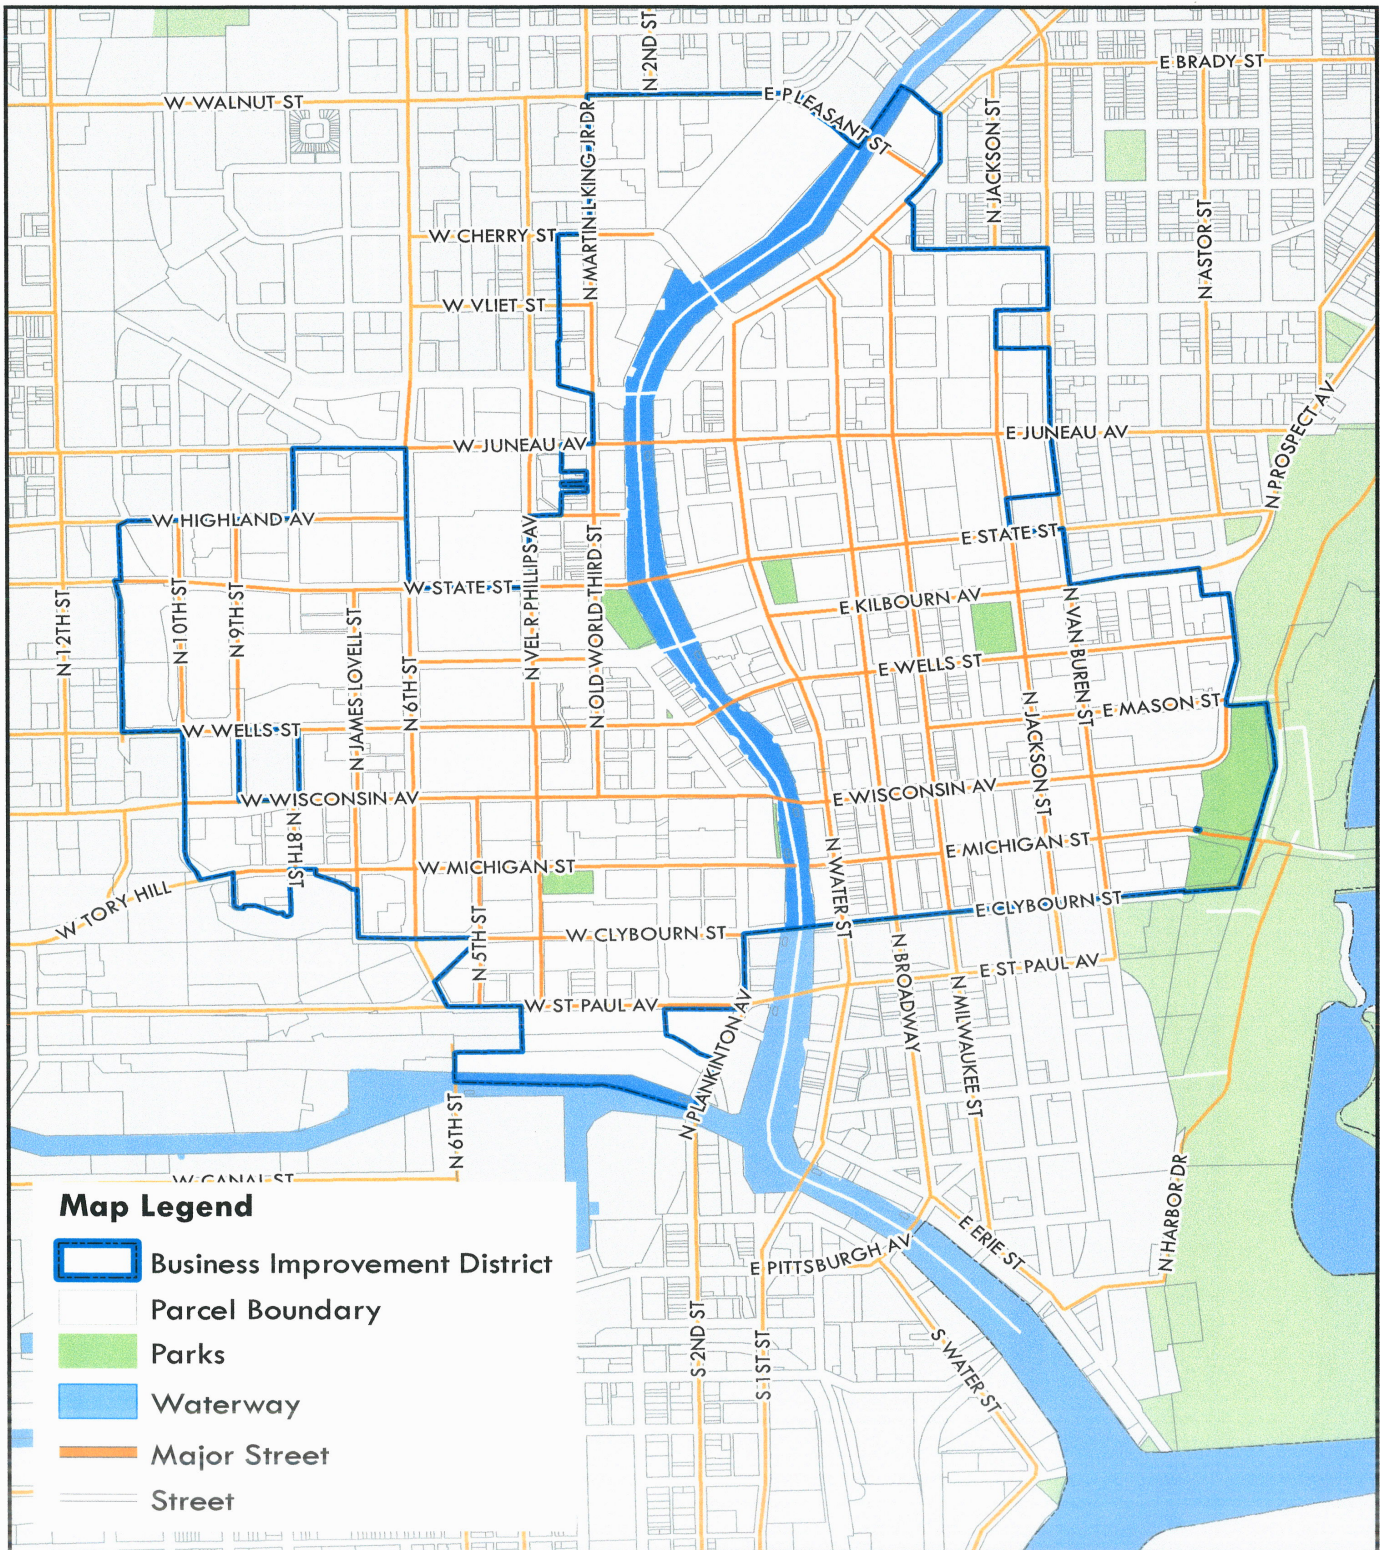 N 2ND ST
E BRADY ST
W WALNUT ST
E PLEASANT ST
N JACKSON ST
N MARTIN L KING JR DR
W CHERRY ST
N ASTOR ST
W VLIET ST
N PROSPECT AV
W JUNEAU AV
E JUNEAU AV
W HIGHLAND AV
N VEL R PHILLIPS AV
N OLD WORLD THIRD ST
E STATE ST
W STATE ST
N 12TH ST
N 10TH ST
N 9TH ST
N JAMES LOVELL ST
N 6TH ST
E KILBOURN AV
N VAN BUREN ST
E WELLS ST
N JACKSON ST
E MASON ST
W WELLS ST
W WISCONSIN AV
E WISCONSIN AV
N 8TH ST
N WATER ST
E MICHIGAN ST
W MICHIGAN ST
W TORY HILL
E CLYBOURN ST
N 5TH ST
W CLYBOURN ST
N BROADWAY
E ST PAUL AV
N MILWAUKEE ST
W ST PAUL AV
N PLANKINTON AV
N 6TH ST
W CANAL ST
N HARBOR DR
E ERIE ST
E PITTSBURGH AV
S 2ND ST
S 1ST ST
S WATER ST
Map Legend
Business Improvement District
Parcel Boundary
Parks
Waterway
Major Street
Street